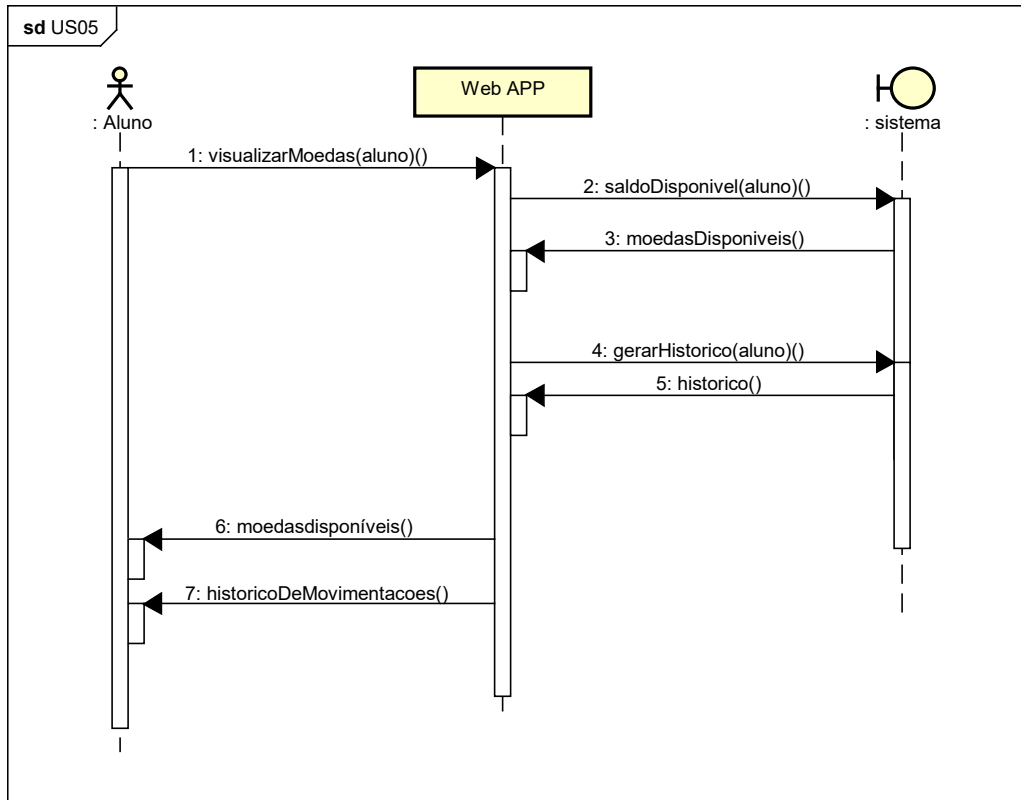 sd US05
: Aluno
Web APP
: sistema
1: visualizarMoedas(aluno)()
2: saldoDisponivel(aluno)()
3: moedasDisponiveis()
4: gerarHistorico(aluno)()
5: historico()
6: moedasdisponíveis()
7: historicoDeMovimentacoes()